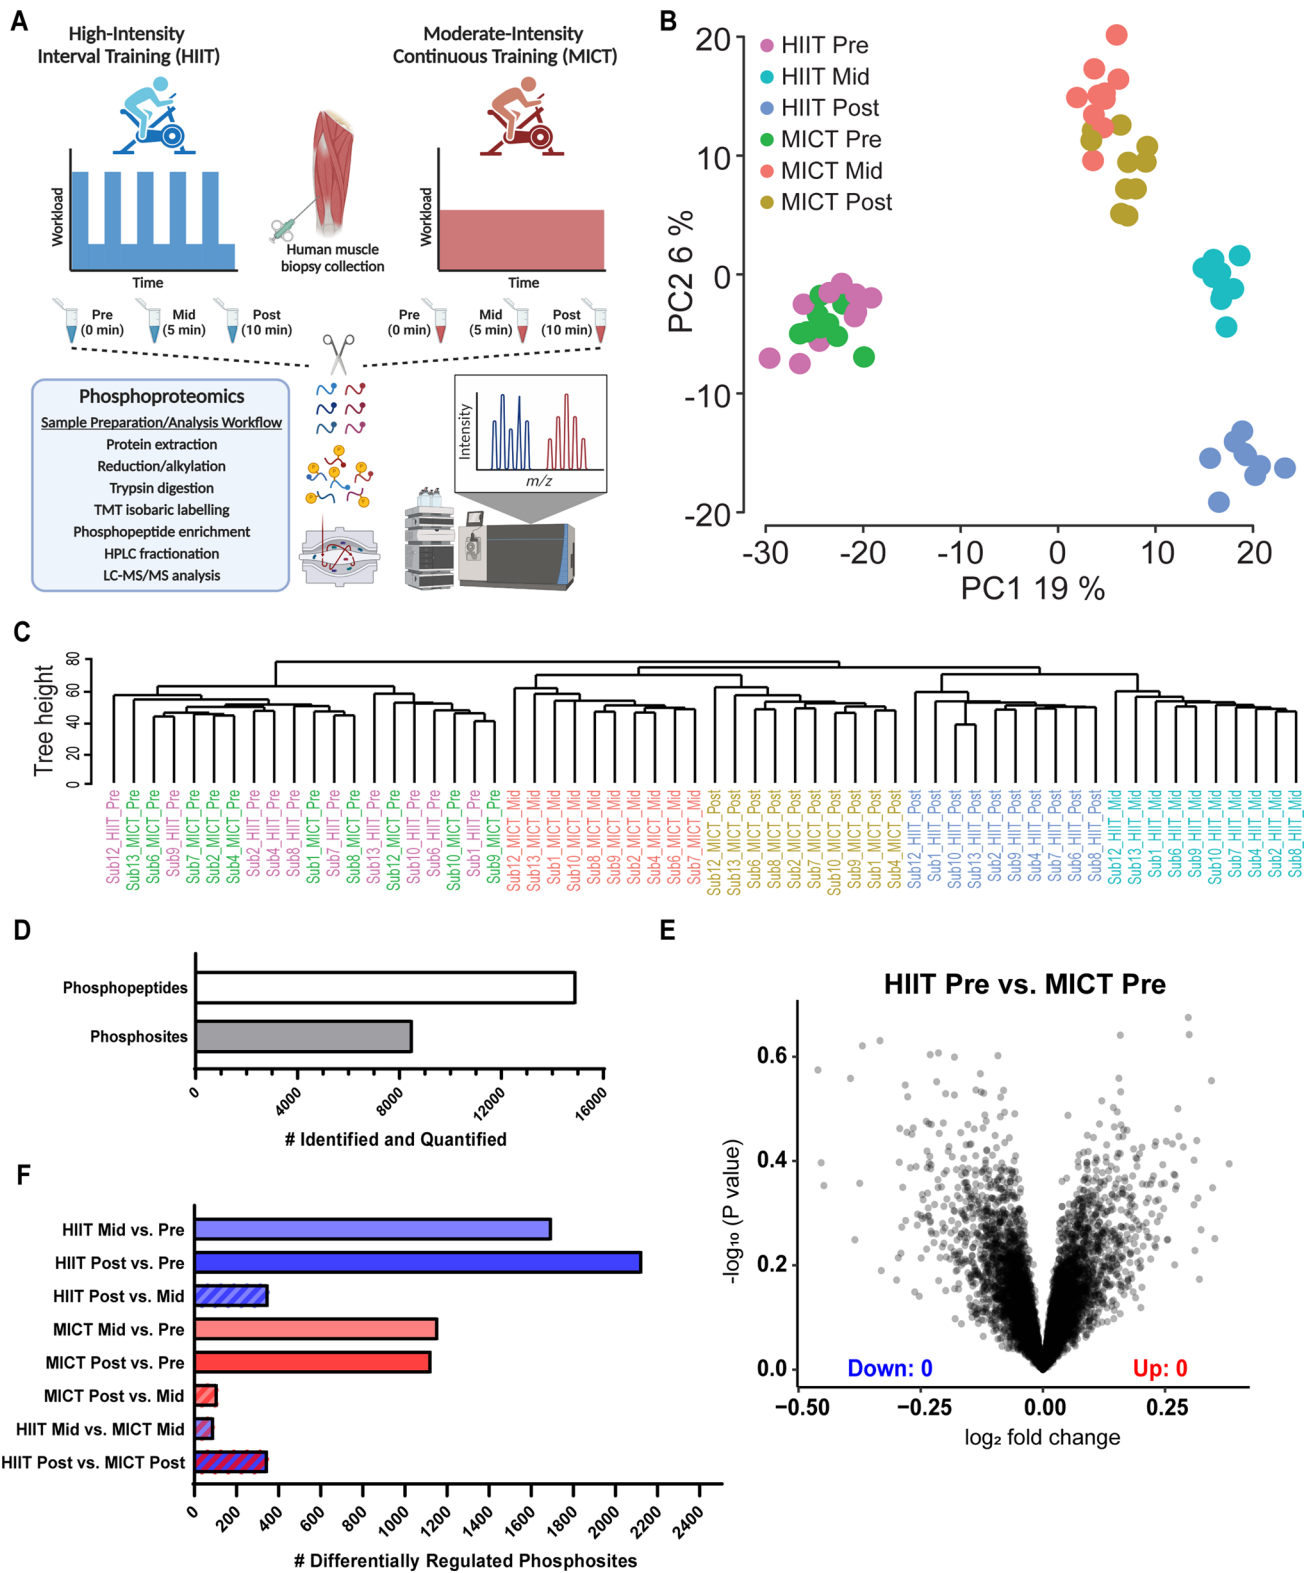 A
High-Intensity
Interval Training (HIIT)
Moderate-Intensity
Continuous Training (MICT)
Workload
Time
Human muscle
biopsy collection
Workload
Time
Pre
(0 min)
Mid
(5 min)
Post
(10 min)
Pre
(0 min)
Mid
(5 min)
Post
(10 min)
Phosphoproteomics
Sample Preparation/Analysis Workflow
Protein extraction
Reduction/alkylation
Trypsin digestion
TMT isobaric labelling
Phosphopeptide enrichment
HPLC fractionation
LC-MS/MS analysis
P
P
P
P
P
P
Intensity
m/z
B
HIIT Pre
HIIT Mid
HIIT Post
MICT Pre
MICT Mid
MICT Post
PC2 6 %
20
10
0
-10
-20
-30
-20
-10
0
10
20
PC1 19 %
C
Tree height
80
60
40
20
0
Sub12_HIIT_Pre
Sub13_MICT_Pre
Sub6_MICT_Pre
Sub9_HIIT_Pre
Sub7_MICT_Pre
Sub2_MICT_Pre
Sub4_MICT_Pre
Sub2_HIIT_Pre
Sub4_HIIT_Pre
Sub8_HIIT_Pre
Sub1_MICT_Pre
Sub7_HIIT_Pre
Sub8_MICT_Pre
Sub13_HIIT_Pre
Sub12_MICT_Pre
Sub10_HIIT_Pre
Sub6_HIIT_Pre
Sub10_MICT_Pre
Sub1_HIIT_Pre
Sub9_MICT_Pre
Sub12_MICT_Mid
Sub13_MICT_Mid
Sub1_MICT_Mid
Sub10_MICT_Mid
Sub8_MICT_Mid
Sub9_MICT_Mid
Sub2_MICT_Mid
Sub4_MICT_Mid
Sub6_MICT_Mid
Sub7_MICT_Mid
Sub12_MICT_Post
Sub13_MICT_Post
Sub6_MICT_Post
Sub8_MICT_Post
Sub2_MICT_Post
Sub7_MICT_Post
Sub10_MICT_Post
Sub9_MICT_Post
Sub1_MICT_Post
Sub4_MICT_Post
Sub12_HIIT_Post
Sub1_HIIT_Post
Sub10_HIIT_Post
Sub13_HIIT_Post
Sub2_HIIT_Post
Sub9_HIIT_Post
Sub4_HIIT_Post
Sub7_HIIT_Post
Sub6_HIIT_Post
Sub8_HIIT_Post
Sub12_HIIT_Mid
Sub13_HIIT_Mid
Sub1_HIIT_Mid
Sub6_HIIT_Mid
Sub9_HIIT_Mid
Sub10_HIIT_Mid
Sub7_HIIT_Mid
Sub4_HIIT_Mid
Sub2_HIIT_Mid
Sub8_HIIT_Mid
D
Phosphopeptides
Phosphosites
0
4000
8000
12000
16000
# Identified and Quantified
E
HIIT Pre vs. MICT Pre
-log₁₀ (P value)
0.6
0.4
0.2
0.0
Down: 0
Up: 0
−0.50
−0.25
0.00
0.25
log₂ fold change
F
HIIT Mid vs. Pre
HIIT Post vs. Pre
HIIT Post vs. Mid
MICT Mid vs. Pre
MICT Post vs. Pre
MICT Post vs. Mid
HIIT Mid vs. MICT Mid
HIIT Post vs. MICT Post
0
200
400
600
800
1000
1200
1400
1600
1800
2000
2200
2400
# Differentially Regulated Phosphosites